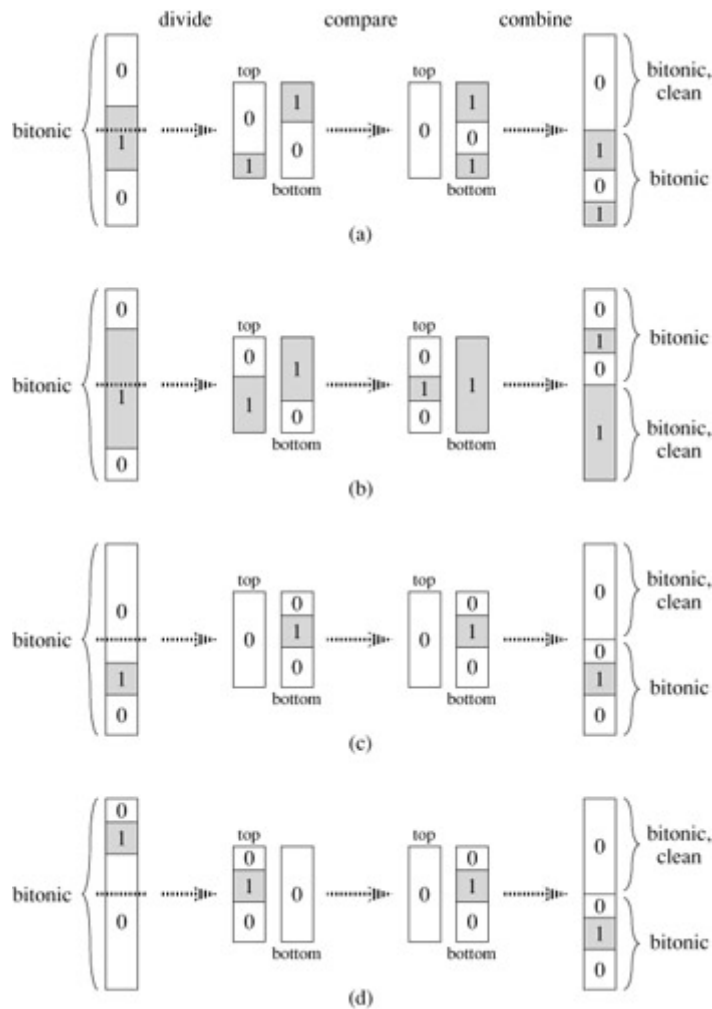 divide compare combine
0 top top 0 bitonic,
clean
bitonic 1 0 1 0 1 1 bitonic
0 1 0 0 0
1 1
bottom bottom
(a)
0 top top 0
bitonic 0 1 0 1 bitonic
1 1 0 1 1 0
0 bottom 0 bottom 1 bitonic,
clean
(b)
0 top top 0 bitonic,
clean
bitonic 0 0 0 0 0
1 1 1 1 bitonic
0 0 0 0
bottom bottom
(c)
0 top top 0 bitonic,
clean
1 0 0
bitonic 1 0 0 1 0
0 0 0 1 bitonic
bottom bottom 0
(d)